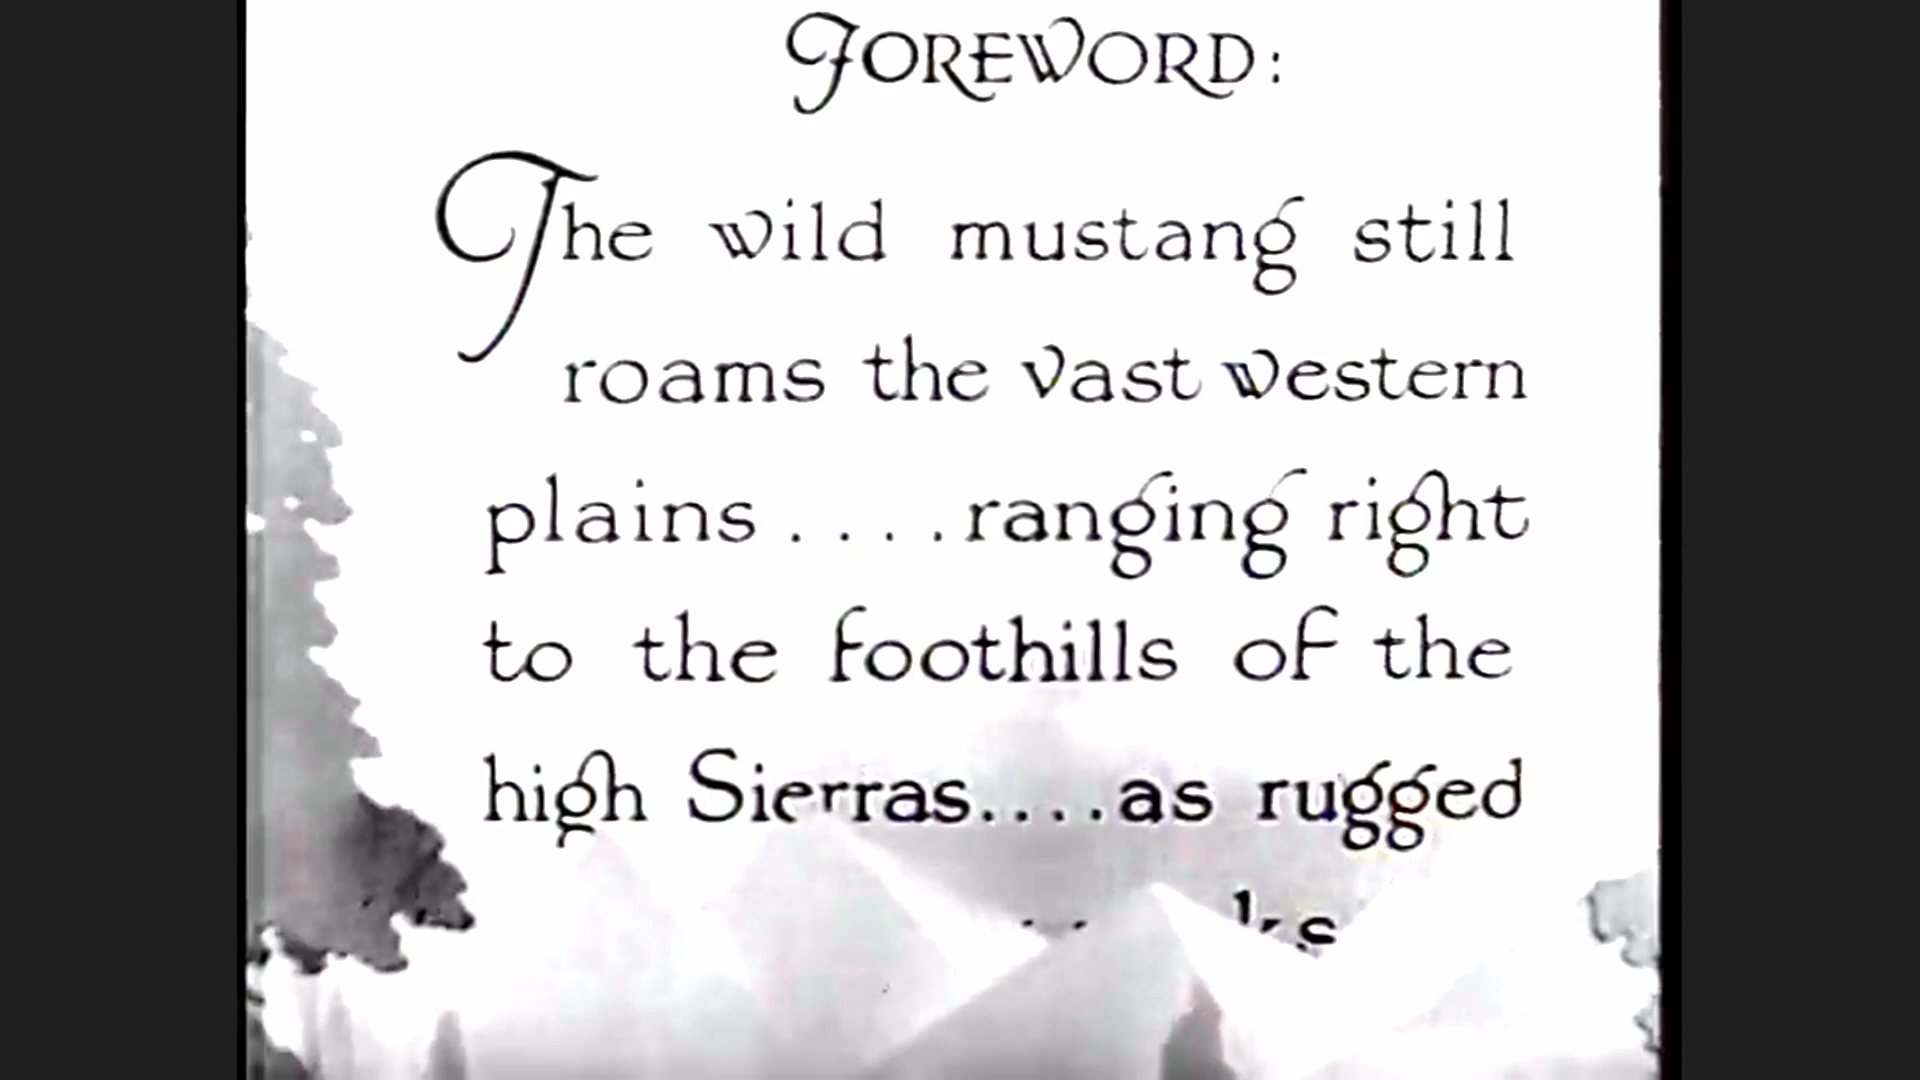 FOREWORD:
The wild mustang still
roams the vast western
plains . . . . ranging right
to the foothills of the
high Sierras....as rugged